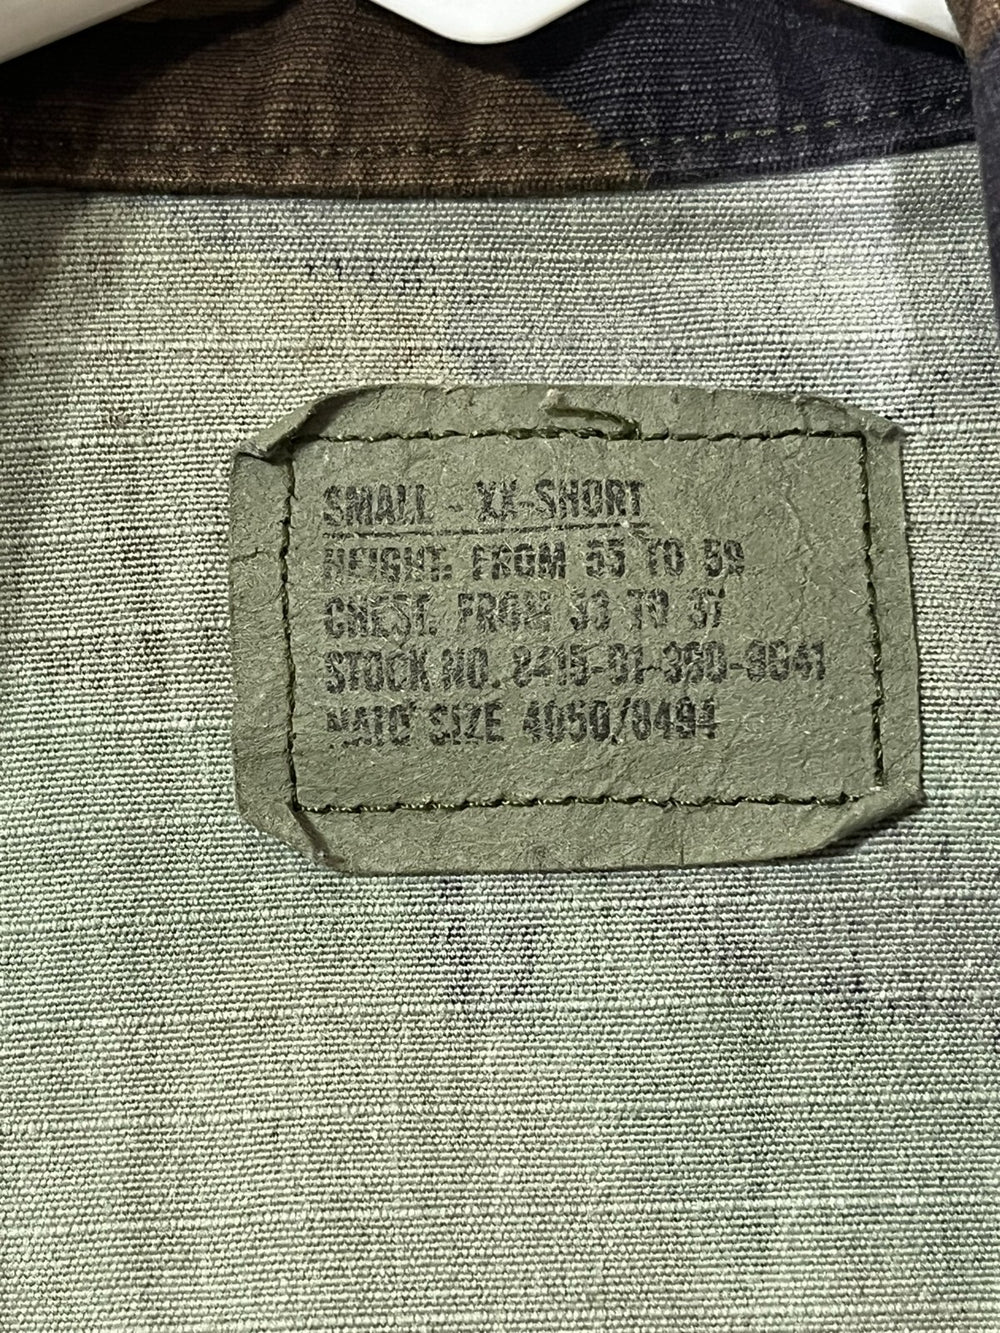 SMALL - XX-SHORT
HEIGHT: FROM 55 TO 59
CHEST: FROM 33 TO 37
STOCK NO. 8415-01-390-8041
NATO SIZE 4050/8494